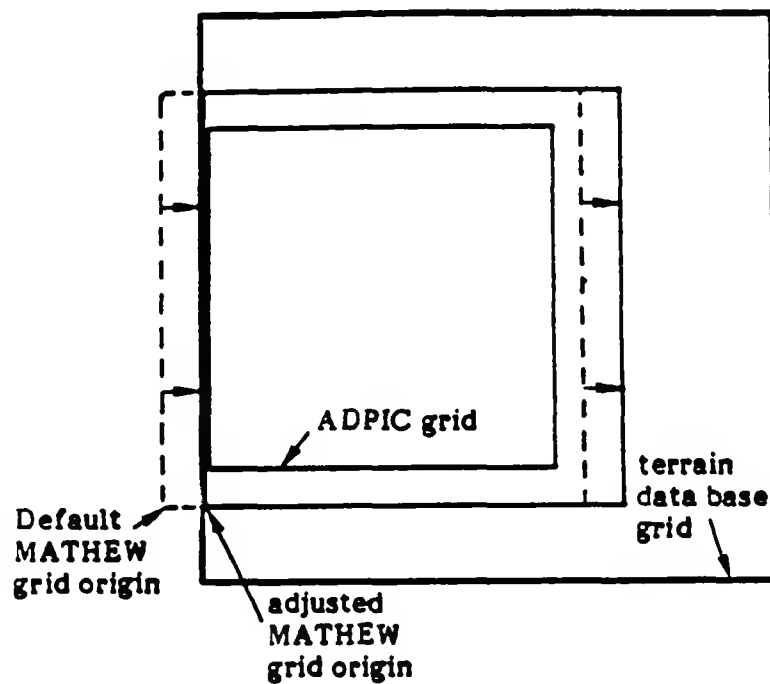 ADPIC grid
terrain
data base
grid
Default
MATHEW
grid origin
adjusted
MATHEW
grid origin